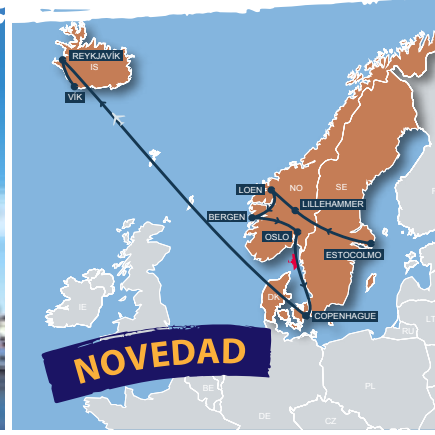 REYKJAVÍK
IS
VÍK
LOEN
NO
SE
LILLEHAMMER
BERGEN
OSLO
ESTOCOLMO
DK
COPENHAGUE
IE
LT
RU
NOVEDAD
BE
PL
DE
CZ